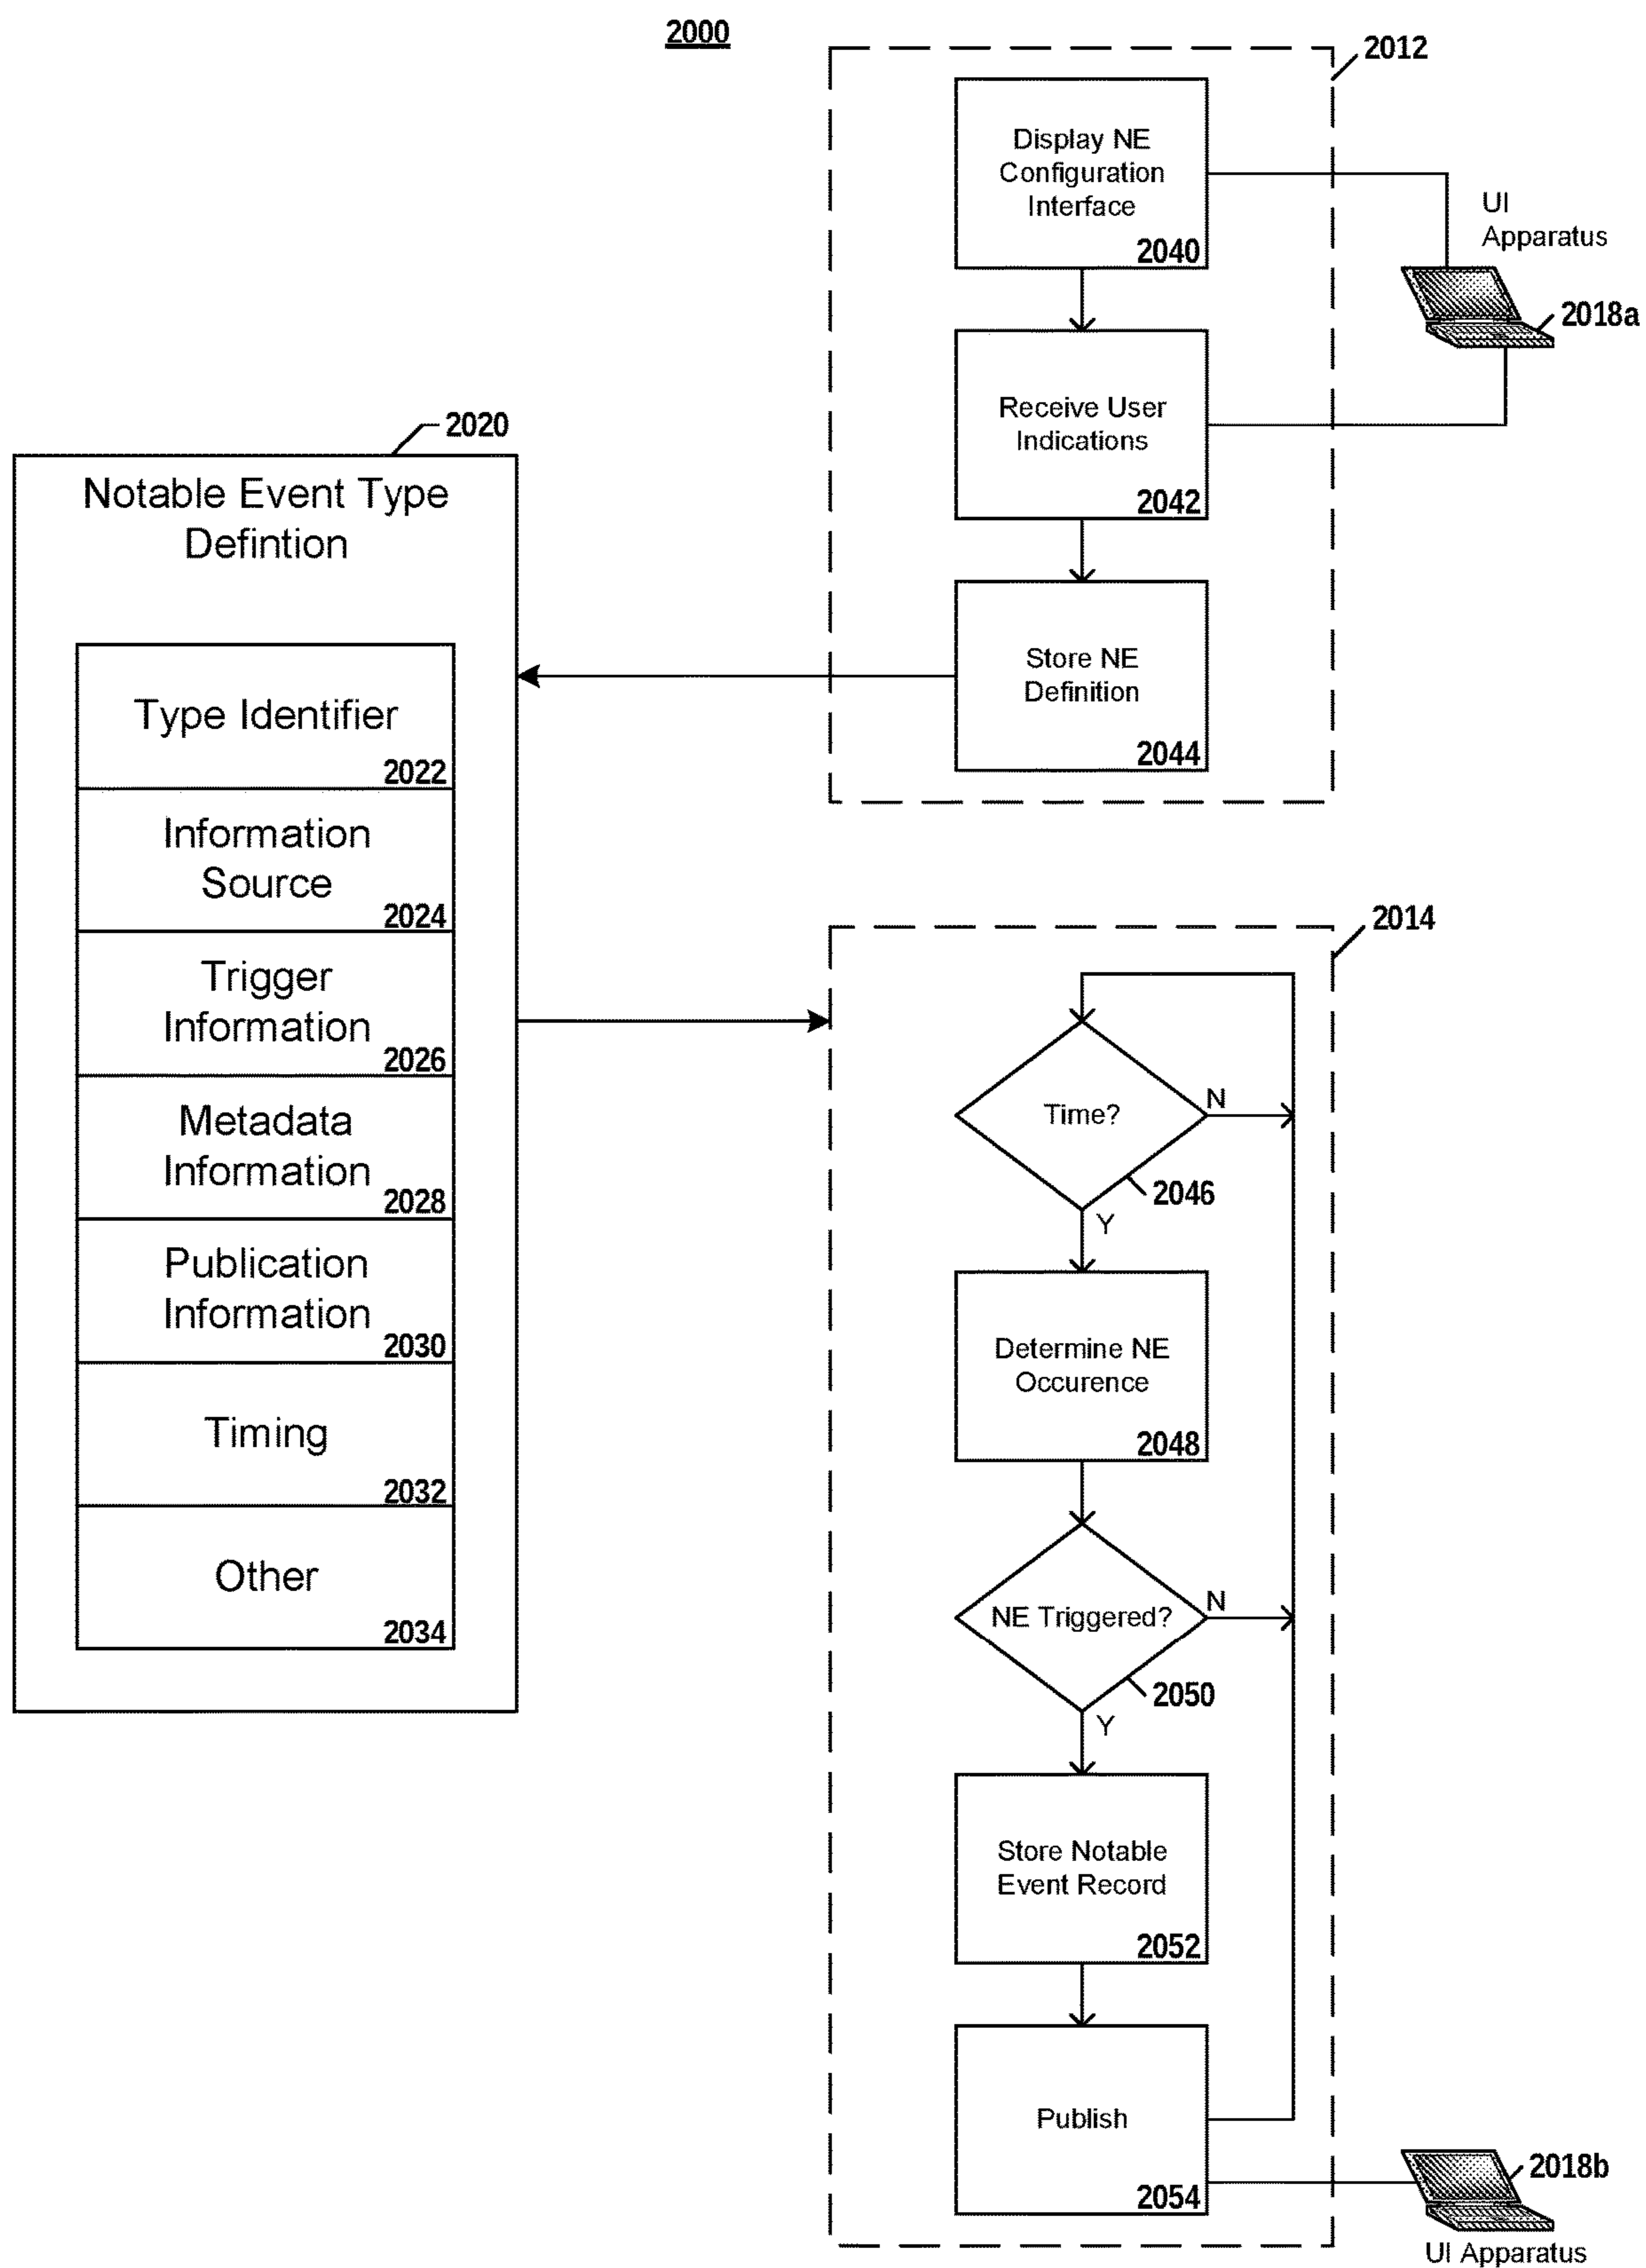 2000
2012
Display NE
Configuration
Interface
2040
UI
Apparatus
2018a
Receive User
Indications
2042
Store NE
Definition
2044
2020
Notable Event Type
Defintion
Type Identifier
2022
Information
Source
2024
Trigger
Information
2026
Metadata
Information
2028
Publication
Information
2030
Timing
2032
Other
2034
2014
Time?
N
2046
Y
Determine NE
Occurence
2048
NE Triggered?
N
2050
Y
Store Notable
Event Record
2052
Publish
2054
2018b
UI Apparatus